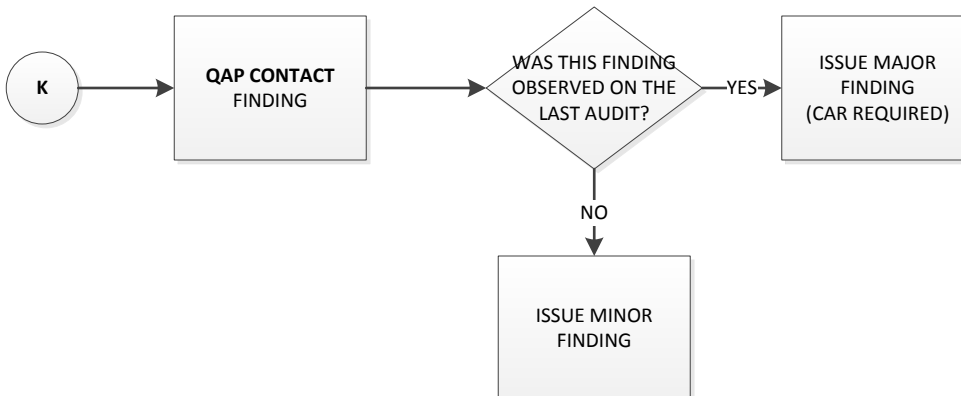 K
QAP CONTACT
FINDING
WAS THIS FINDING
OBSERVED ON THE
LAST AUDIT?
YES
ISSUE MAJOR
FINDING
(CAR REQUIRED)
NO
ISSUE MINOR
FINDING